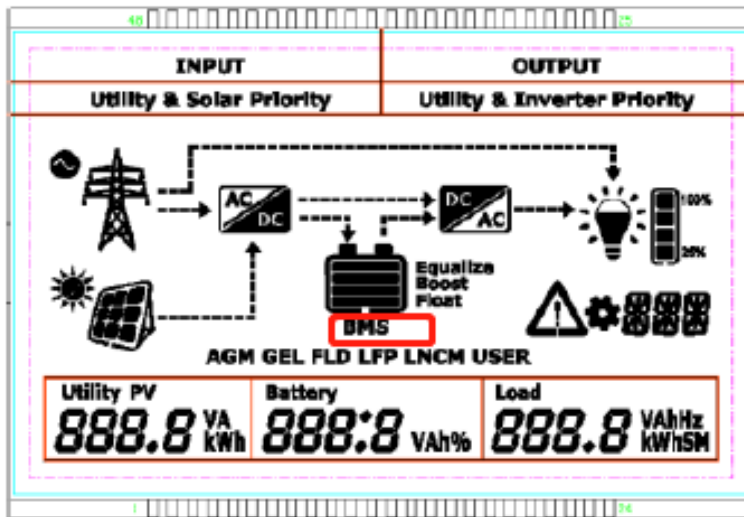 48 25
INPUT OUTPUT
Utility & Solar Priority Utility & Inverter Priority
AC DC DC AC 100%
25%
Equalize
Boost
Float
BMS 888
AGM GEL FLD LFP LNCM USER
Utility PV Battery Load
888.8 VA kWh 888.8 VAh% 888.8 VAhHz kWh5M
1 24